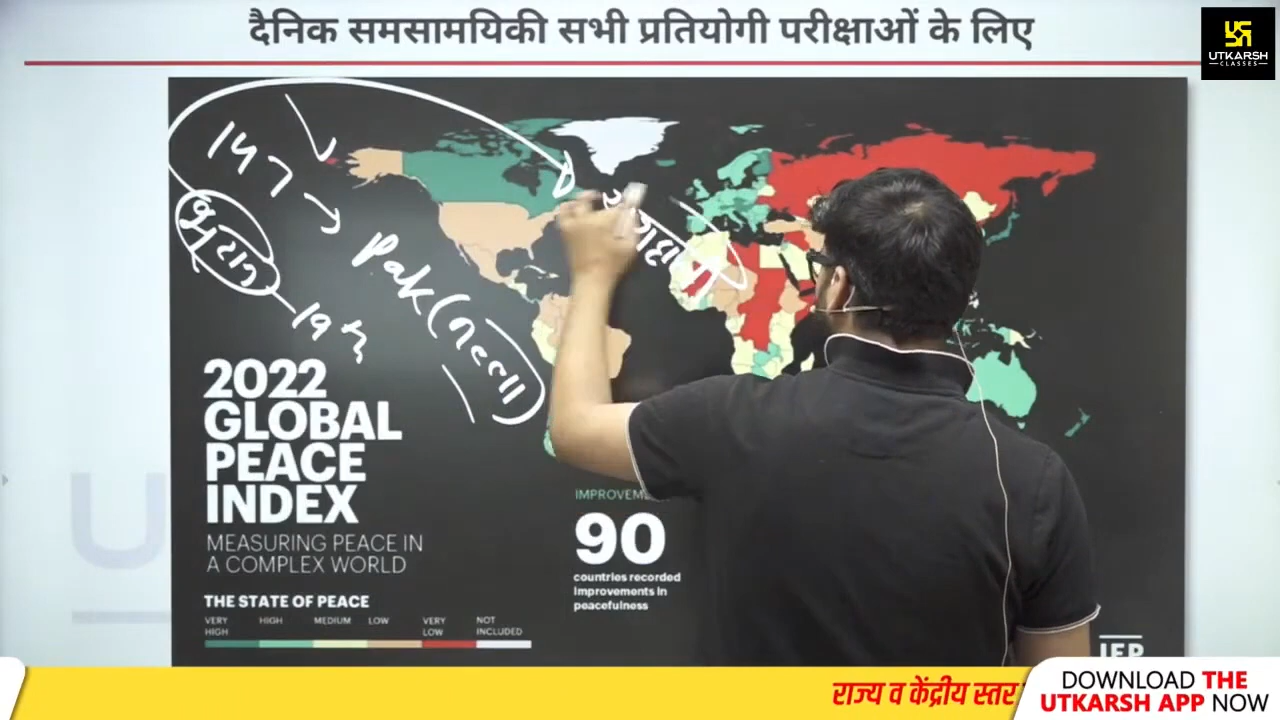 दैनिक समसामयिकी सभी प्रतियोगी परीक्षाओं के लिए
UTKARSH
CLASSES
147 → Pak (
भारत
2022
GLOBAL
PEACE
INDEX
MEASURING PEACE IN
A COMPLEX WORLD
THE STATE OF PEACE
VERY HIGH
HIGH
MEDIUM
LOW
VERY LOW
NOT INCLUDED
90
countries recorded
improvements in
peacefulness
IEP
राज्य व केंद्रीय स्तर
DOWNLOAD THE
UTKARSH APP NOW